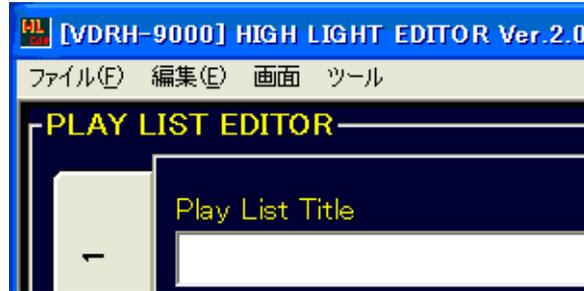 HL Edit [VDRH-9000] HIGH LIGHT EDITOR Ver.2.0
ファイル(F) 編集(E) 画面 ツール
PLAY LIST EDITOR
Play List Title
1